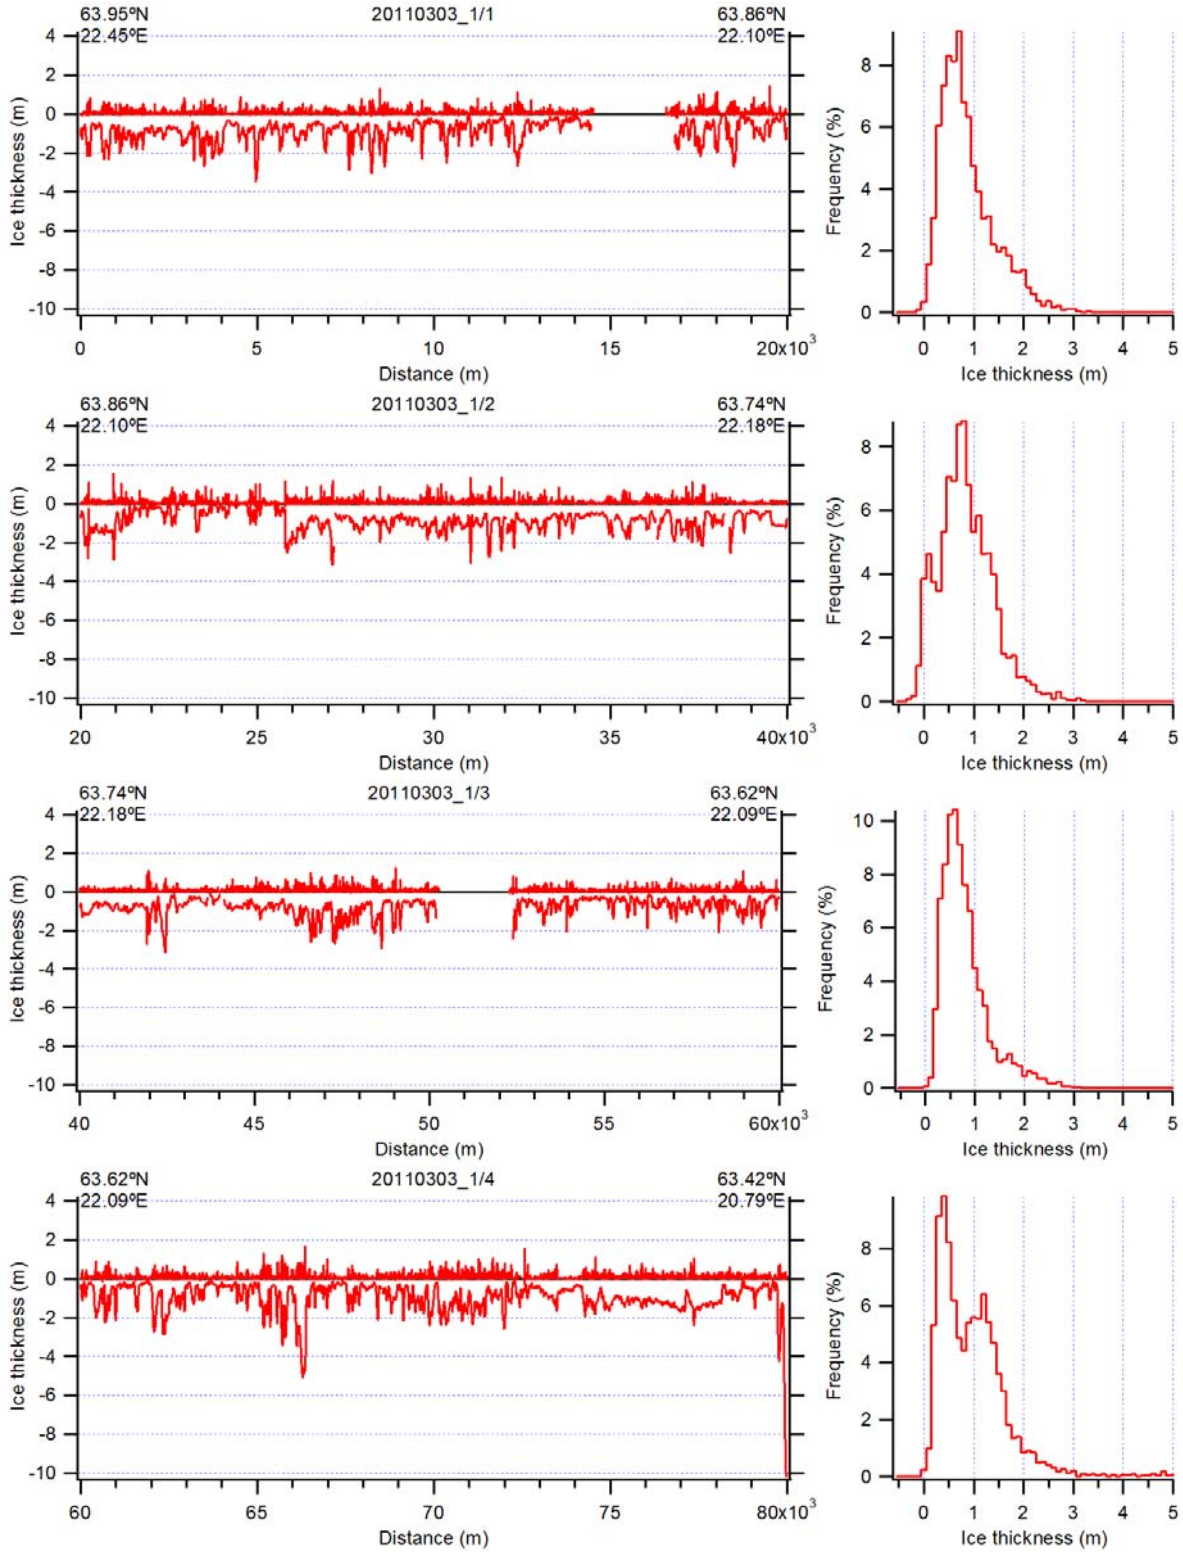 63.95ºN 20110303_1/1 63.86ºN
22.45ºE 22.10ºE
4
2
0
-2
-4
-6
-8
-10
Ice thickness (m)
0 5 10 15 20x10³
Distance (m)
8
6
4
2
0
Frequency (%)
0 1 2 3 4 5
Ice thickness (m)
63.86ºN 20110303_1/2 63.74ºN
22.10ºE 22.18ºE
4
2
0
-2
-4
-6
-8
-10
Ice thickness (m)
20 25 30 35 40x10³
Distance (m)
8
6
4
2
0
Frequency (%)
0 1 2 3 4 5
Ice thickness (m)
63.74ºN 20110303_1/3 63.62ºN
22.18ºE 22.09ºE
4
2
0
-2
-4
-6
-8
-10
Ice thickness (m)
40 45 50 55 60x10³
Distance (m)
10
8
6
4
2
0
Frequency (%)
0 1 2 3 4 5
Ice thickness (m)
63.62ºN 20110303_1/4 63.42ºN
22.09ºE 20.79ºE
4
2
0
-2
-4
-6
-8
-10
Ice thickness (m)
60 65 70 75 80x10³
Distance (m)
8
6
4
2
0
Frequency (%)
0 1 2 3 4 5
Ice thickness (m)